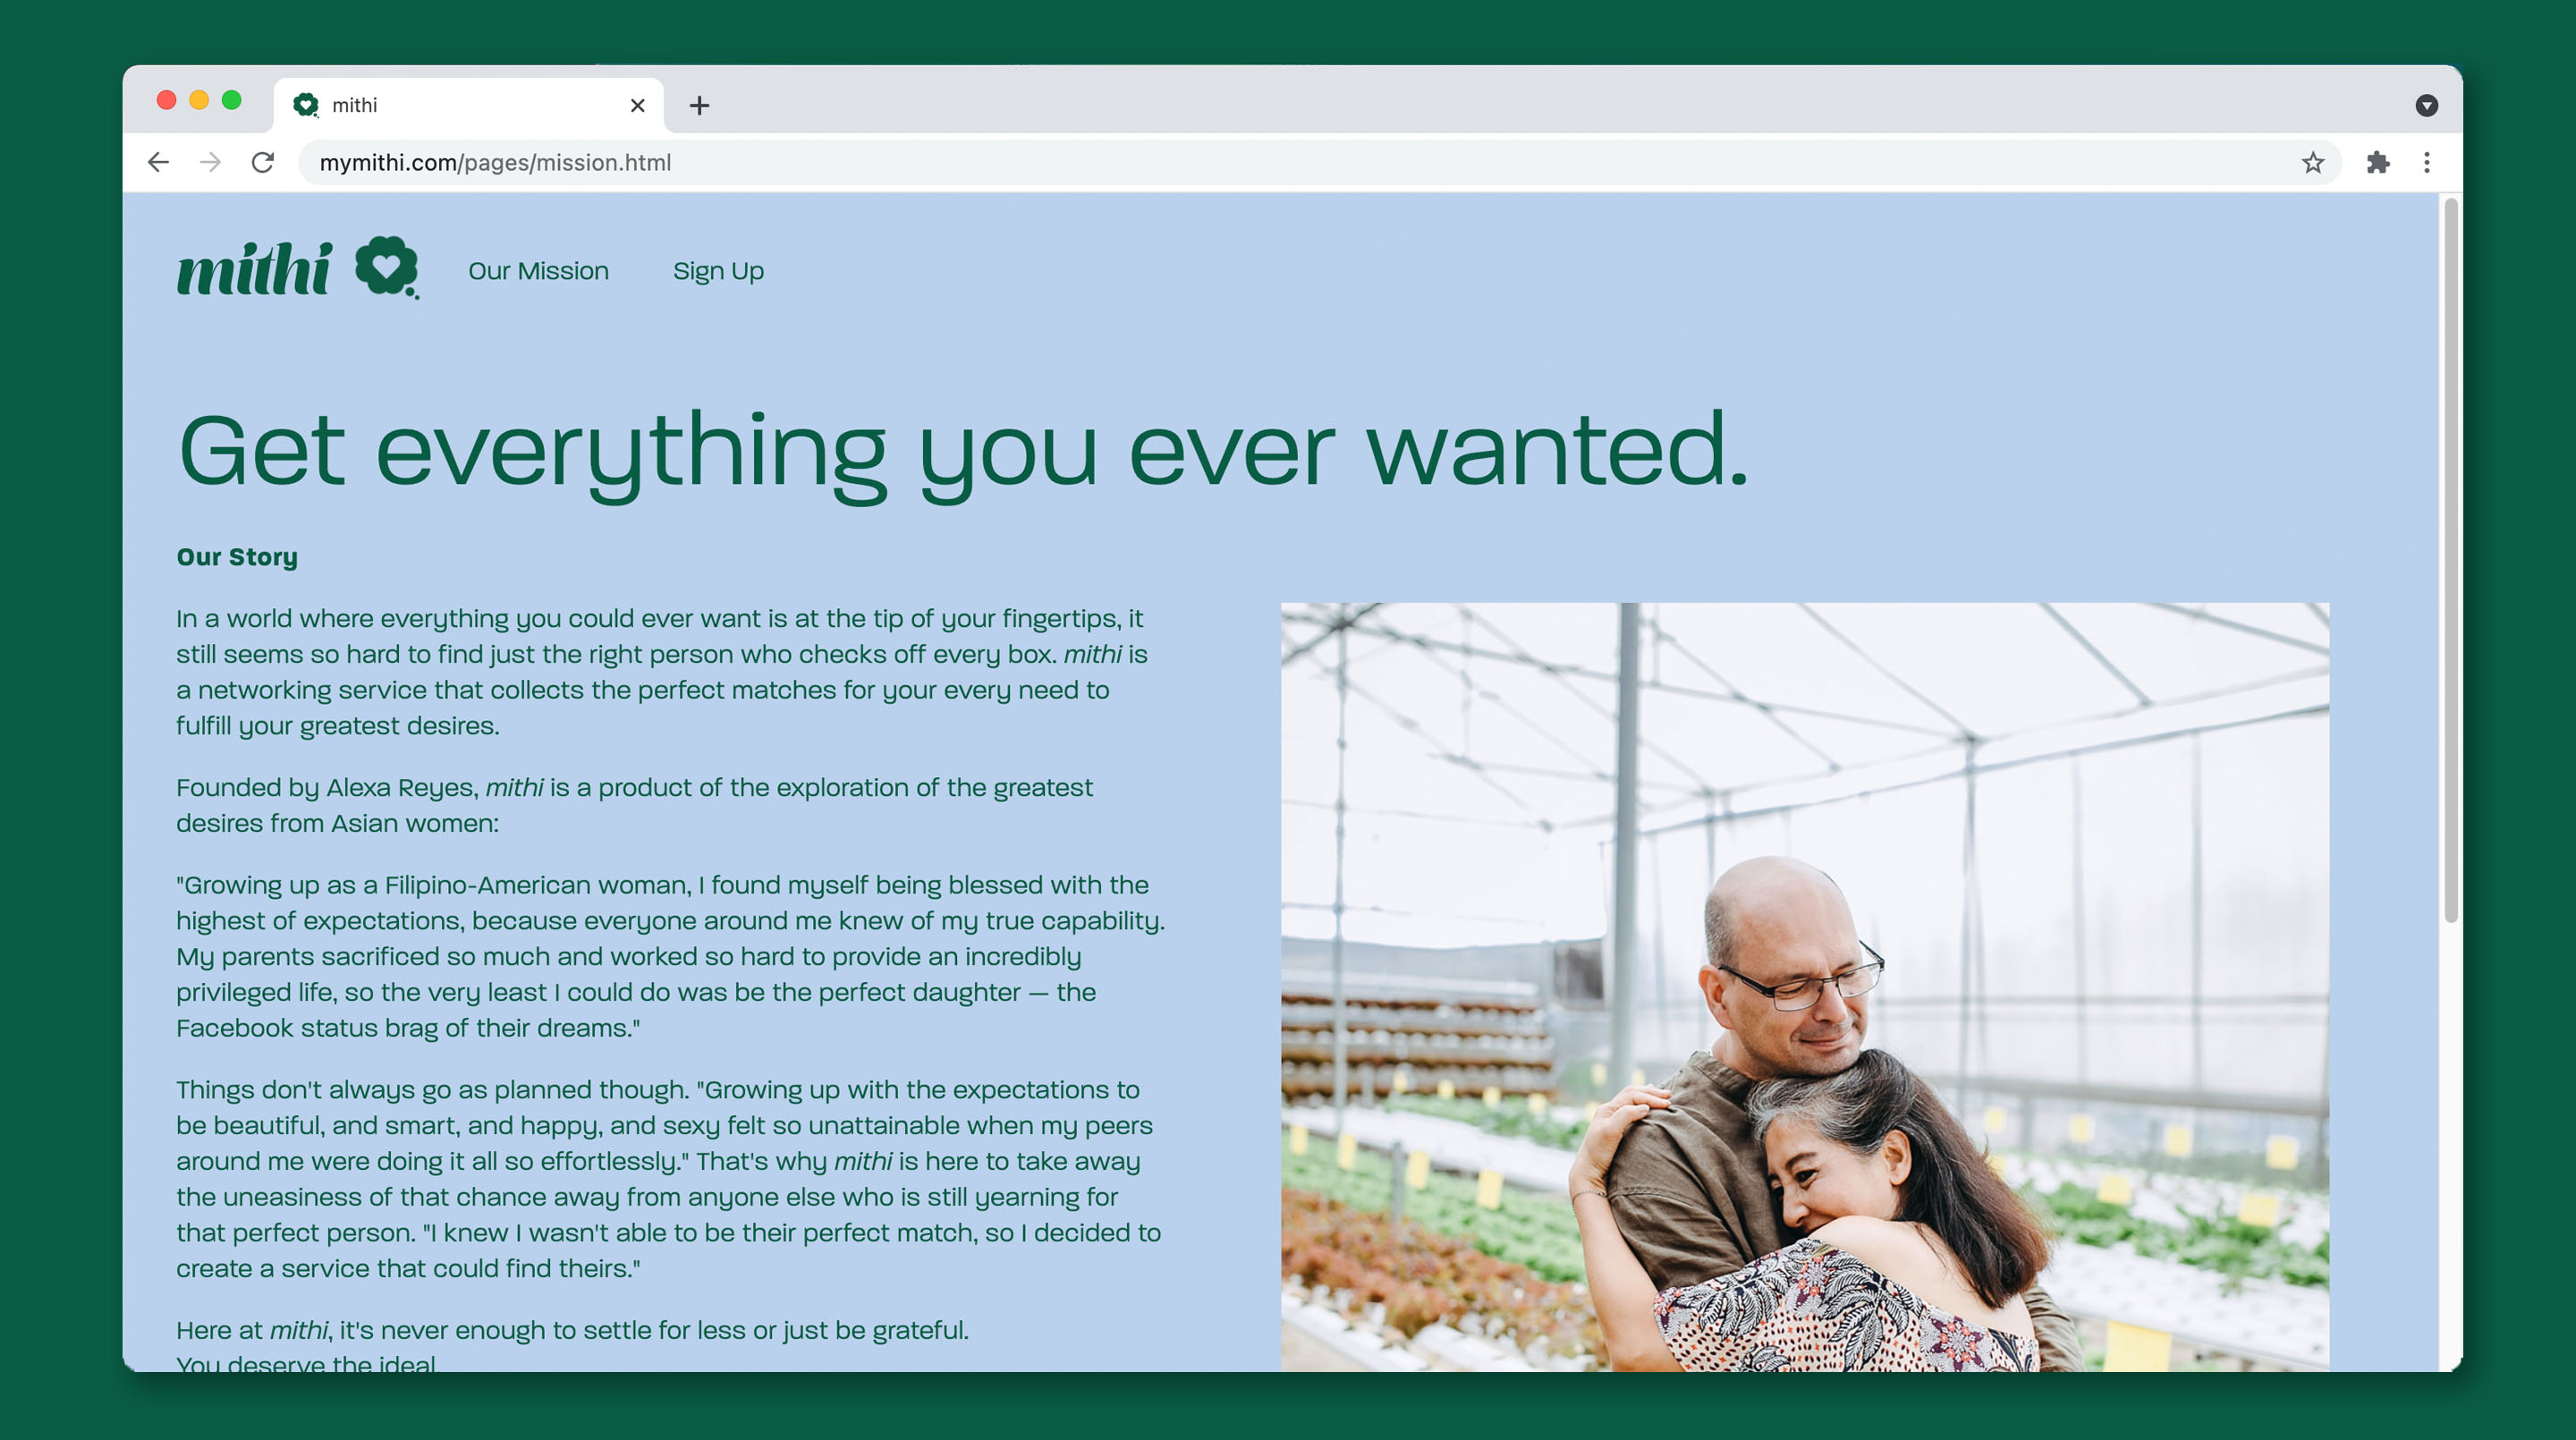 mithi
mymithi.com/pages/mission.html
mithi
Our Mission
Sign Up
Get everything you ever wanted.
Our Story
In a world where everything you could ever want is at the tip of your fingertips, it
still seems so hard to find just the right person who checks off every box. mithi is
a networking service that collects the perfect matches for your every need to
fulfill your greatest desires.
Founded by Alexa Reyes, mithi is a product of the exploration of the greatest
desires from Asian women:
"Growing up as a Filipino-American woman, I found myself being blessed with the
highest of expectations, because everyone around me knew of my true capability.
My parents sacrificed so much and worked so hard to provide an incredibly
privileged life, so the very least I could do was be the perfect daughter — the
Facebook status brag of their dreams."
Things don't always go as planned though. "Growing up with the expectations to
be beautiful, and smart, and happy, and sexy felt so unattainable when my peers
around me were doing it all so effortlessly." That's why mithi is here to take away
the uneasiness of that chance away from anyone else who is still yearning for
that perfect person. "I knew I wasn't able to be their perfect match, so I decided to
create a service that could find theirs."
Here at mithi, it's never enough to settle for less or just be grateful.
You deserve the ideal.